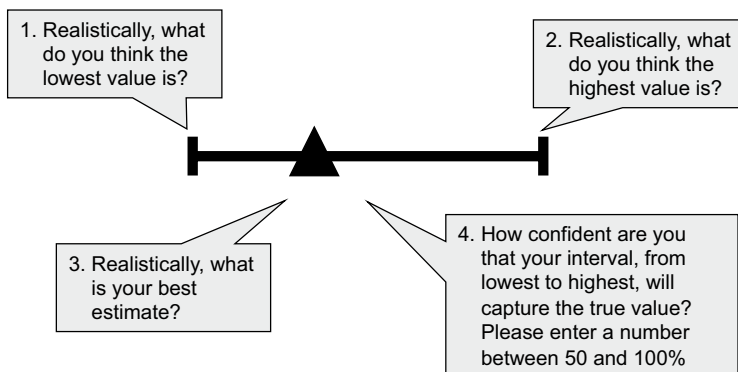 1. Realistically, what
do you think the
lowest value is?
2. Realistically, what
do you think the
highest value is?
3. Realistically, what
is your best
estimate?
4. How confident are you
that your interval, from
lowest to highest, will
capture the true value?
Please enter a number
between 50 and 100%